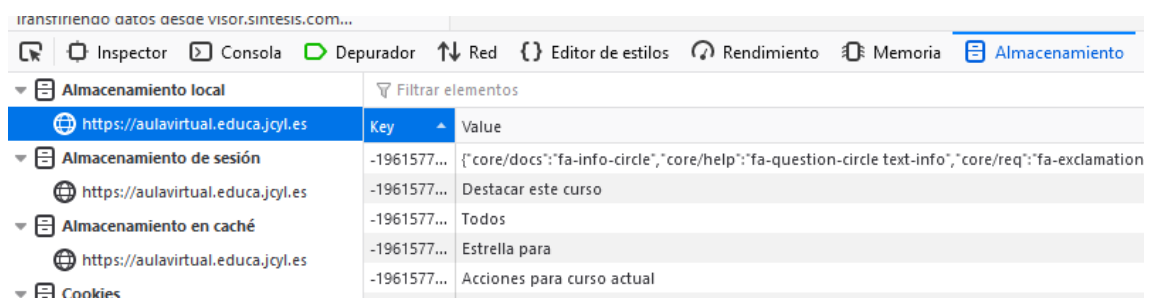 Transfiriendo datos desde visor.sintesis.com...
Inspector Consola Depurador Red Editor de estilos Rendimiento Memoria Almacenamiento
Almacenamiento local
https://aulavirtual.educa.jcyl.es
Almacenamiento de sesión
https://aulavirtual.educa.jcyl.es
Almacenamiento en caché
https://aulavirtual.educa.jcyl.es
Cookies
Filtrar elementos
Key Value
-1961577... {"core/docs":"fa-info-circle","core/help":"fa-question-circle text-info","core/req":"fa-exclamation
-1961577... Destacar este curso
-1961577... Todos
-1961577... Estrella para
-1961577... Acciones para curso actual